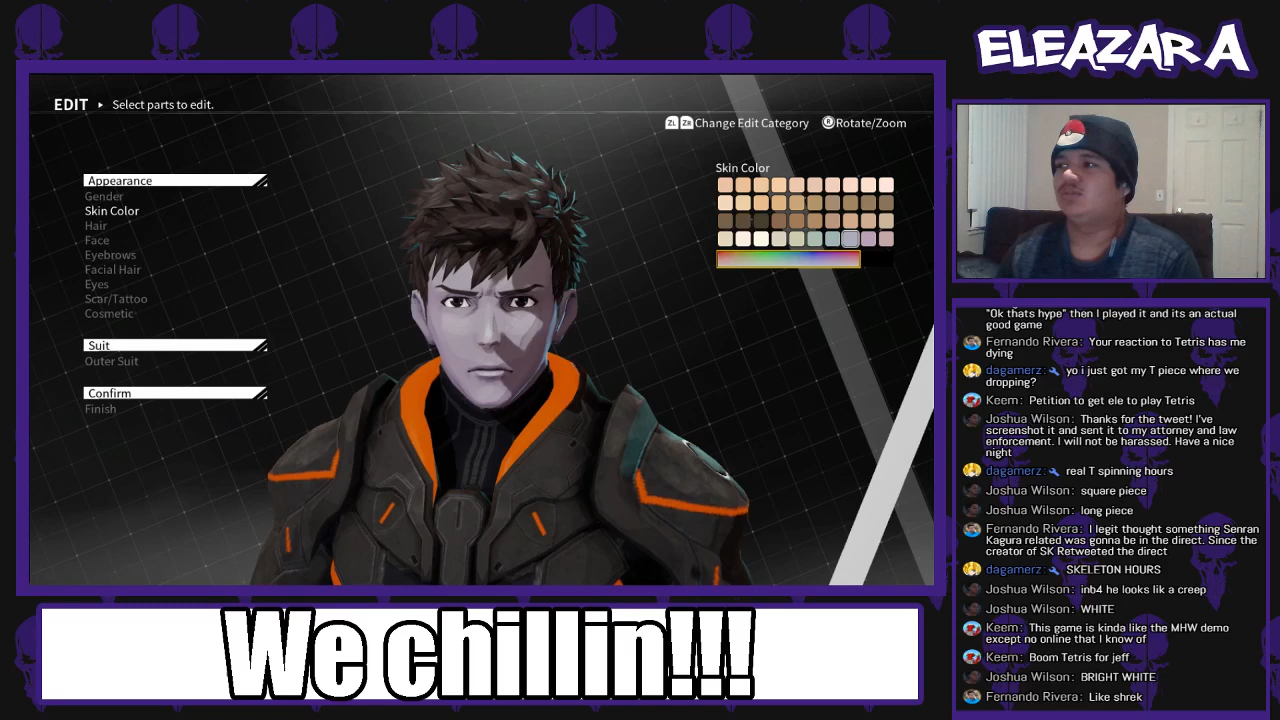 ELEAZAR A
EDIT ▸ Select parts to edit.
ZL ZR Change Edit Category R Rotate/Zoom
Appearance
Gender
Skin Color
Hair
Face
Eyebrows
Facial Hair
Eyes
Scar/Tattoo
Cosmetic
Suit
Outer Suit
Confirm
Finish
Skin Color
"Ok thats hype" then I played it and its an actual
good game
Fernando Rivera: Your reaction to Tetris has me
dying
dagamerz: yo i just got my T piece where we
dropping?
Keem: Petition to get ele to play Tetris
Joshua Wilson: Thanks for the tweet! I've
screenshot it and sent it to my attorney and law
enforcement. I will not be harassed. Have a nice
night
dagamerz: real T spinning hours
Joshua Wilson: square piece
Joshua Wilson: long piece
Fernando Rivera: I legit thought something Senran
Kagura related was gonna be in the direct. Since the
creator of SK Retweeted the direct
dagamerz: SKELETON HOURS
Joshua Wilson: inb4 he looks lik a creep
Joshua Wilson: WHITE
Keem: This game is kinda like the MHW demo
except no online that I know of
Keem: Boom Tetris for jeff
Joshua Wilson: BRIGHT WHITE
Fernando Rivera: Like shrek
We chillin!!!